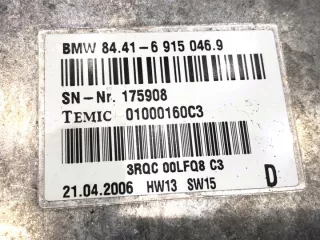 BMW 84.41- 6 915 046.9
SN-Nr. 175908
TEMIC 01000160C3
3RQC 00LFQ8 C3
21.04.2006 HW13 SW15 D